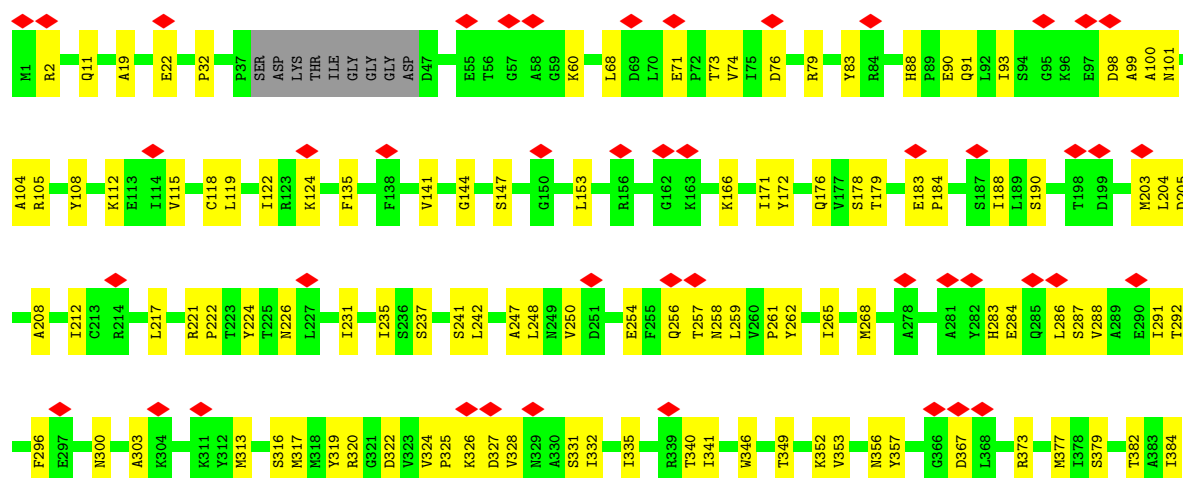 M1 R2 Q11 A19 E22 P32 P37 SER ASP LYS THR ILE GLY GLY GLY ASP D47 E55 T56 G57 A58 G59 K60 L68 D69 L70 E71 P72 T73 V74 I75 D76 R79 Y83 R84 H88 P89 E90 Q91 L92 I93 S94 G95 K96 E97 D98 A99 A100 N101
A104 R105 Y108 K112 E113 I114 V115 C118 L119 I122 R123 K124 F135 F138 V141 G144 S147 G150 L153 R156 G162 K163 K166 I171 Y172 Q176 V177 S178 T179 E183 P184 S187 I188 L189 S190 T198 D199 M203 L204 D205
A208 I212 C213 R214 L217 R221 P222 T223 Y224 T225 N226 L227 I231 I235 S236 S237 S241 L242 A247 L248 N249 V250 D251 E254 F255 Q256 T257 N258 L259 V260 P261 Y262 I265 M268 A278 A281 Y282 H283 E284 Q285 L286 S287 V288 A289 E290 I291 T292
F296 E297 N300 A303 K304 K311 Y312 M313 S316 M317 M318 Y319 R320 G321 D322 V323 V324 P325 K326 D327 V328 N329 A330 S331 I332 I335 R339 T340 I341 W346 T349 K352 V353 N356 Y357 G366 D367 L368 R373 M377 I378 S379 T382 A383 I384